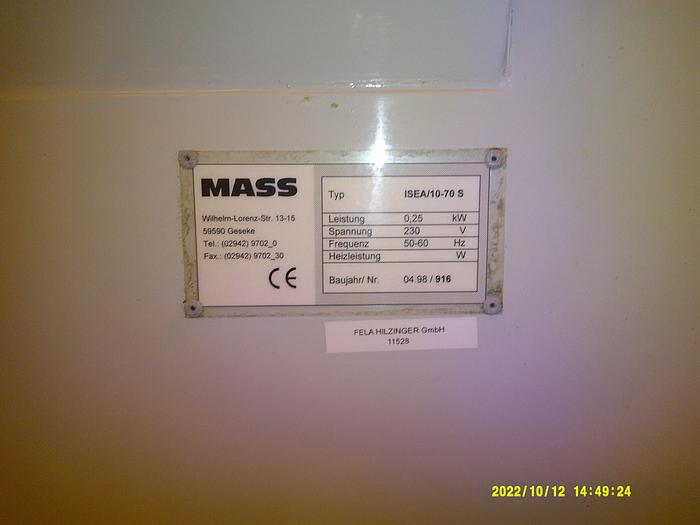 MASS
Wilhelm-Lorenz-Str. 13-15
59590 Geseke
Tel.: (02942) 9702_0
Fax.: (02942) 9702_30
CE
Typ ISEA/10-70 S
Leistung 0,25 kW
Spannung 230 V
Frequenz 50-60 Hz
Heizleistung W
Baujahr/ Nr. 04.98 / 916
FELA HILZINGER GmbH
11528
2022/10/12 14:49:24